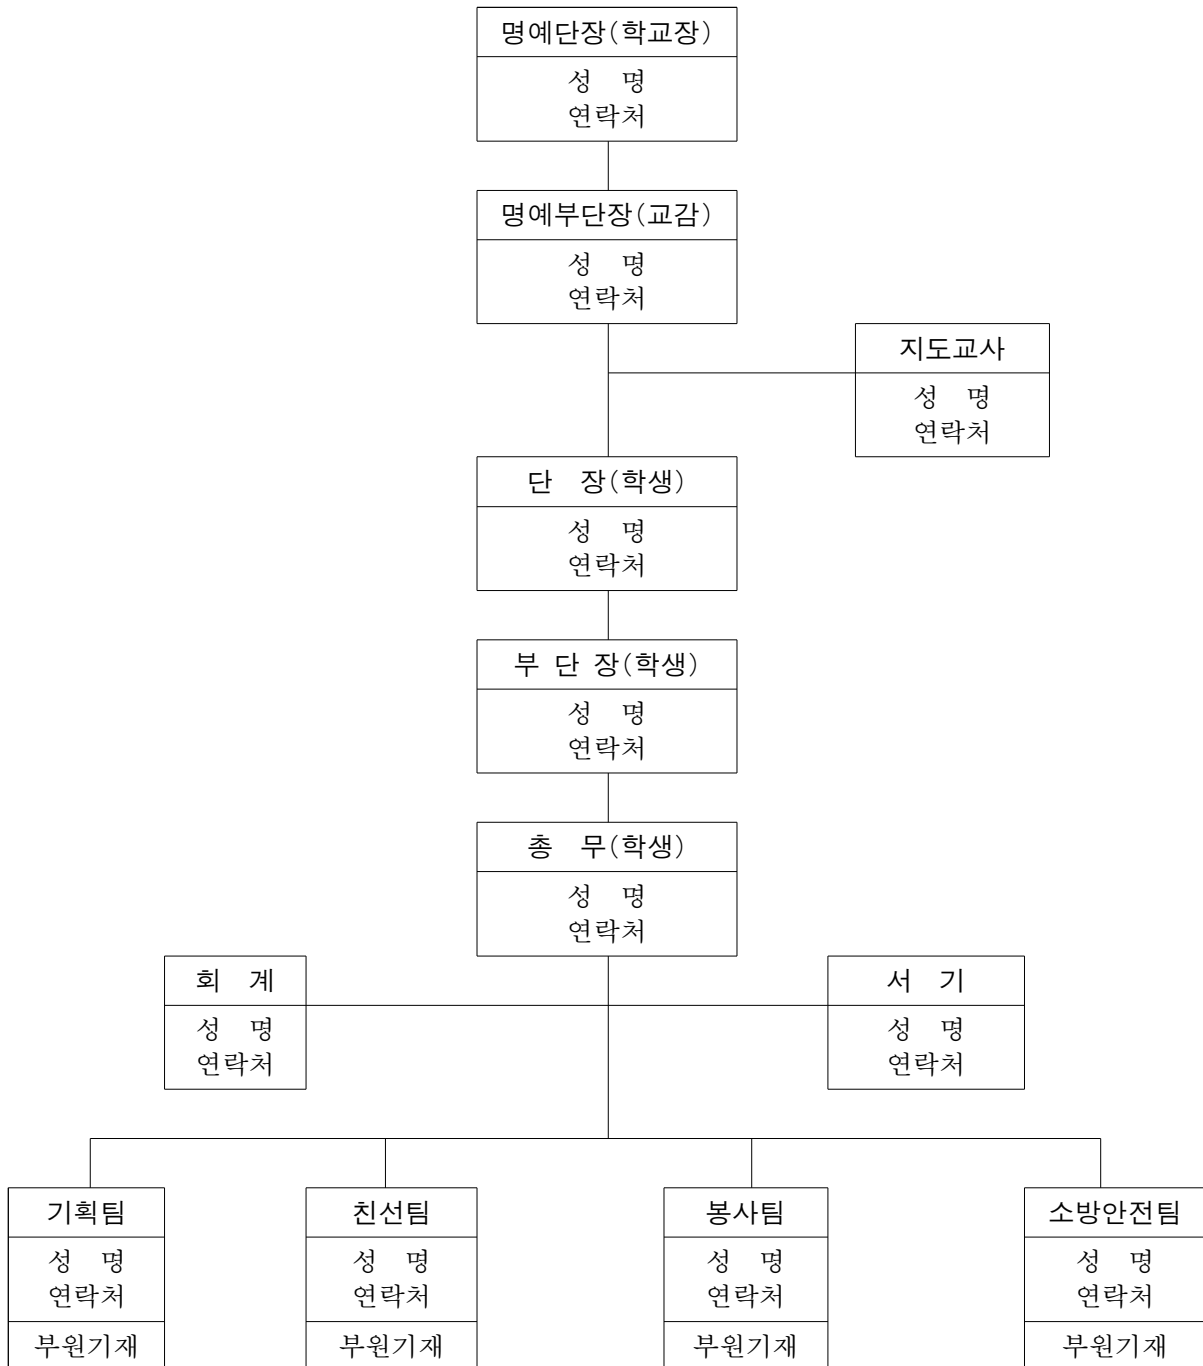 명예단장(학교장)
성 명
연락처
명예부단장(교감)
성 명
연락처
지도교사
성 명
연락처
단 장(학생)
성 명
연락처
부 단 장(학생)
성 명
연락처
총 무(학생)
성 명
연락처
회 계
성 명
연락처
서 기
성 명
연락처
기획팀
성 명
연락처
부원기재
친선팀
성 명
연락처
부원기재
봉사팀
성 명
연락처
부원기재
소방안전팀
성 명
연락처
부원기재